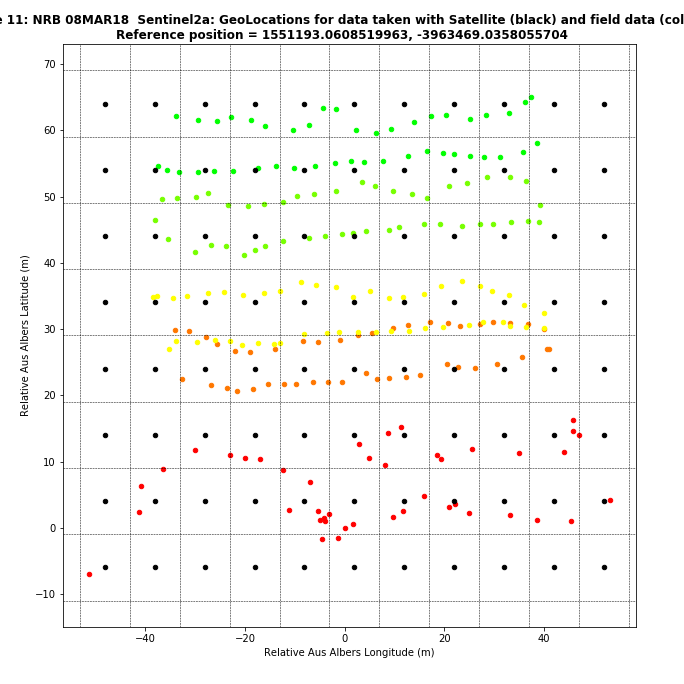 e 11: NRB 08MAR18 Sentinel2a: GeoLocations for data taken with Satellite (black) and field data (col
Reference position = 1551193.0608519963, -3963469.0358055704
70
60
50
40
30
20
10
0
−10
Relative Aus Albers Latitude (m)
−40 −20 0 20 40
Relative Aus Albers Longitude (m)